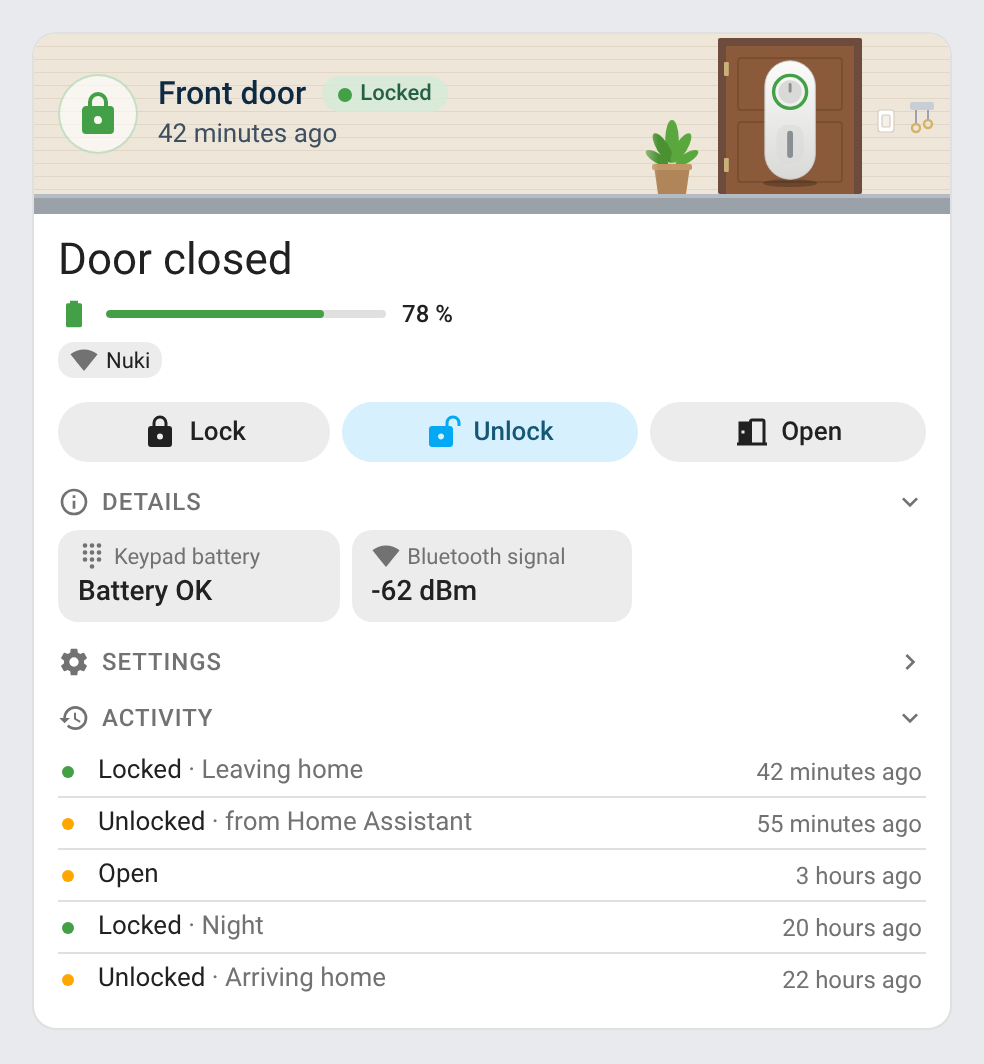 Front door Locked
42 minutes ago
Door closed
78 %
Nuki
Lock Unlock Open
DETAILS
Keypad battery Bluetooth signal
Battery OK -62 dBm
SETTINGS
ACTIVITY
Locked · Leaving home 42 minutes ago
Unlocked · from Home Assistant 55 minutes ago
Open 3 hours ago
Locked · Night 20 hours ago
Unlocked · Arriving home 22 hours ago